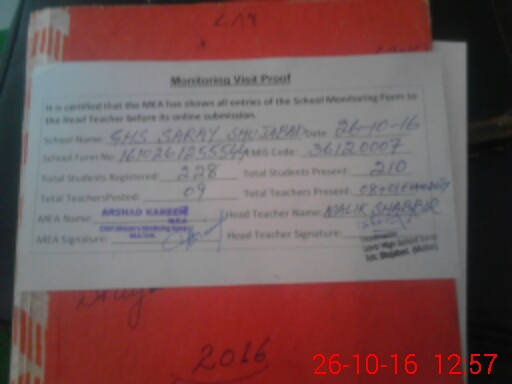 Monitoring Visit Proof
It is certified that the MEA has shown all entries of the School Monitoring Form to
the Head Teacher before its online submission.
School Name: GHS SARAY SHUJABAD Date: 26-10-16
School Form No: EMIS Code: 36120007
Total Students Registered: 228 Total Students Present: 210
Total Teachers Posted: 09 Total Teachers Present: 08+01
MEA Name: ARSHAD KAREEM Head Teacher Name: MALIK SHABBIR
MEA Signature: Head Teacher Signature:
2016
26-10-16 12:57